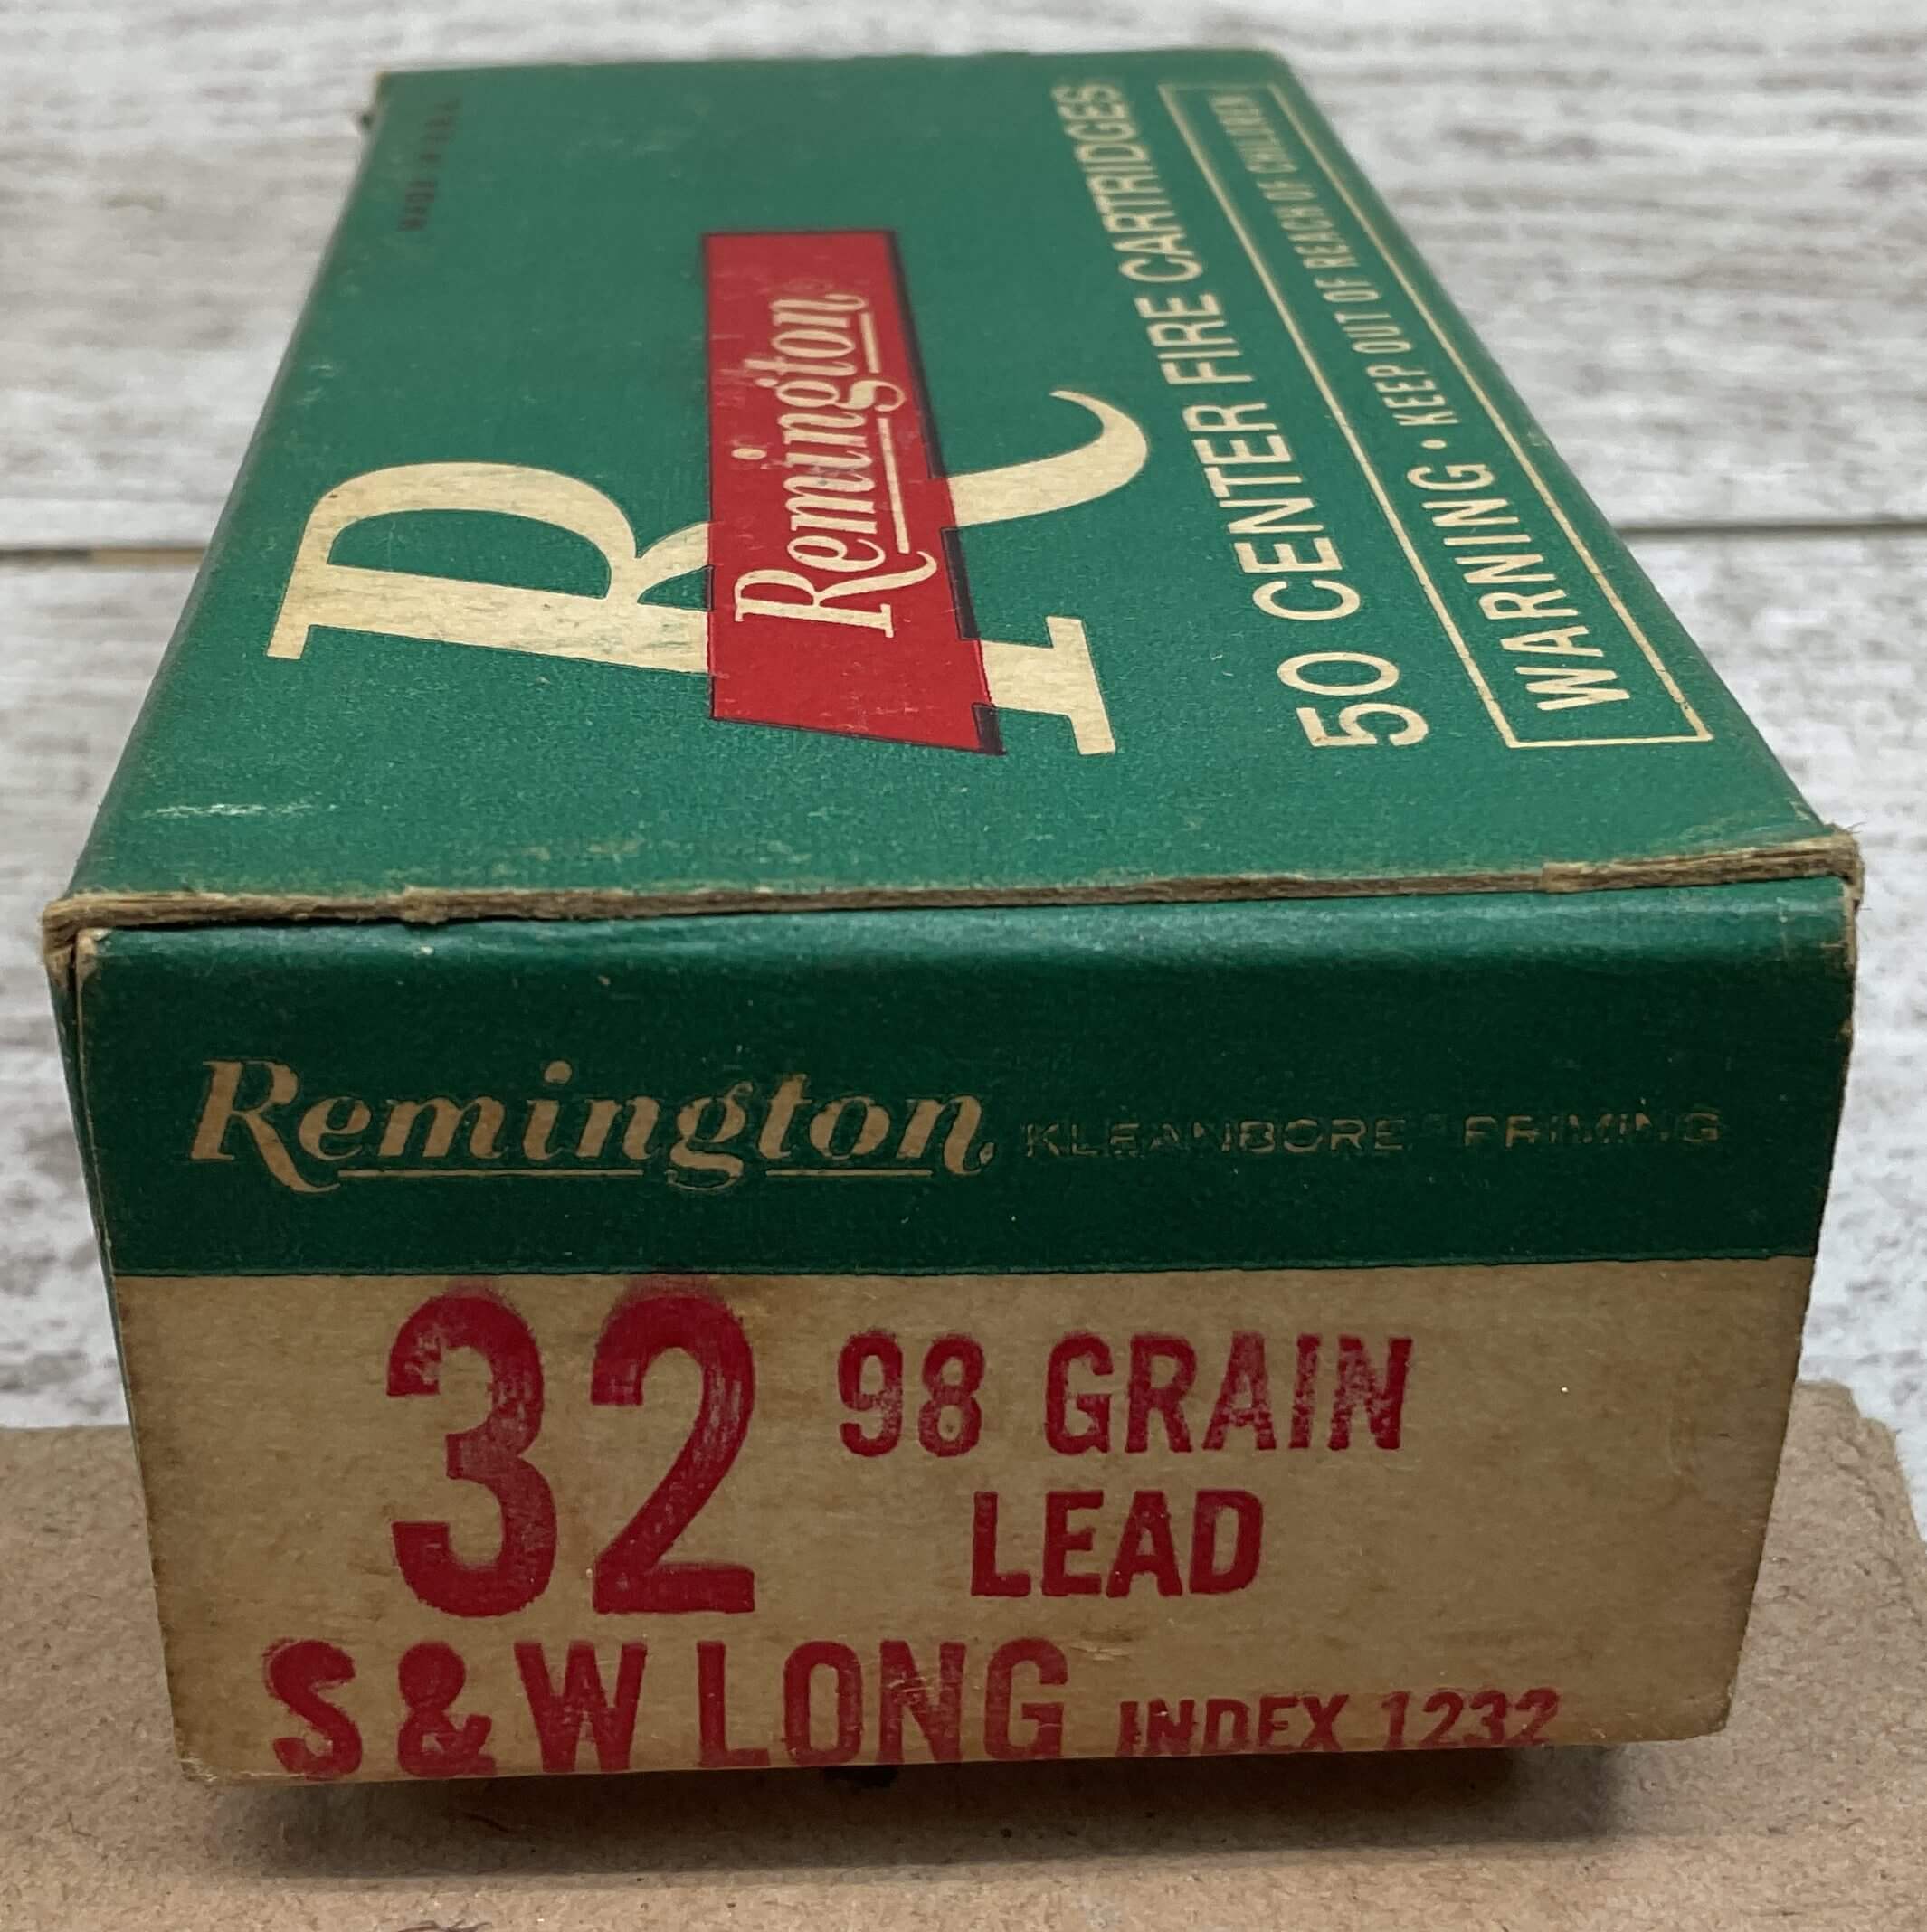 MADE IN U.S.A.
R
Remington®
50 CENTER FIRE CARTRIDGES
WARNING • KEEP OUT OF REACH OF CHILDREN
Remington, KLEANBORE® PRIMING
32 98 GRAIN
LEAD
S&W LONG INDEX 1232